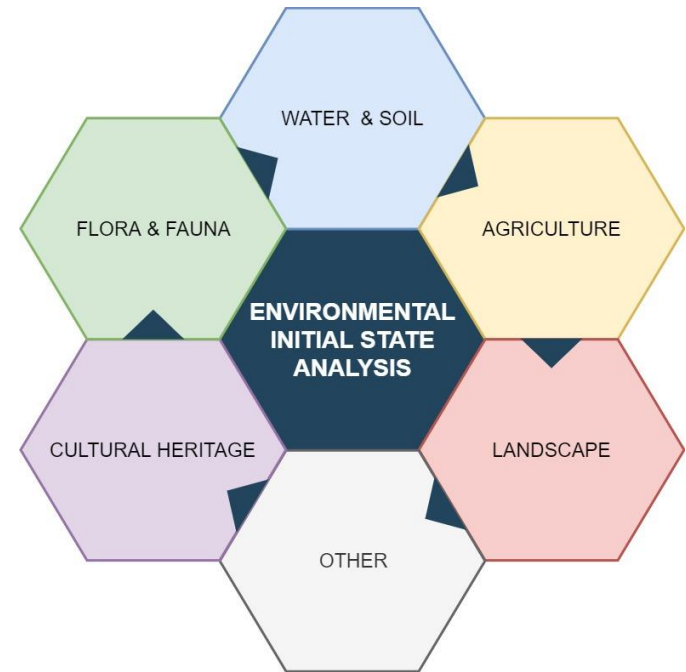 WATER & SOIL
FLORA & FAUNA
AGRICULTURE
ENVIRONMENTAL
INITIAL STATE
ANALYSIS
CULTURAL HERITAGE
LANDSCAPE
OTHER